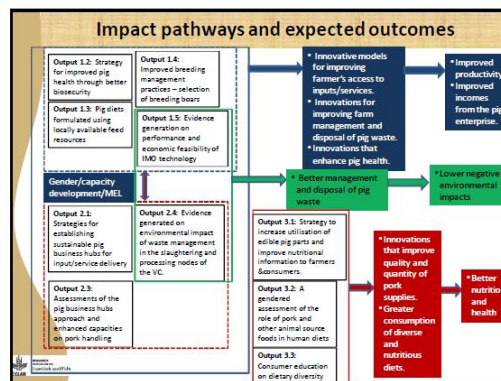 Impact pathways and expected outcomes
Output 1.2: Strategy
for improved pig
health through better
biosecurity
Output 1.3: Pig diets
formulated using
locally available feed
resources
Output 1.4:
Improved breeding
management
practices – selection
of breeding boars
Output 1.5: Evidence
generation on
performance and
economic feasibility of
IMO technology
Gender/capacity
development/MEL
Output 2.1:
Strategies for
establishing
sustainable pig
business hubs for
input/service delivery
Output 2.3:
Assessments of the
pig business hubs
approach and
enhanced capacities
on pork handling
Output 2.4: Evidence
generated on
environmental impact
of waste management
in the slaughtering and
processing nodes of
the VC.
• Innovative models
for improving
farmer's access to
inputs/services.
• Innovations for
improving farm
management and
disposal of pig waste.
• Innovations that
enhance pig health.
• Improved
productivity
• Improved
incomes
from the pig
enterprise.
• Better management
and disposal of pig
waste
• Lower negative
environmental
impacts
Output 3.1: Strategy to
increase utilisation of
edible pig parts and
improve nutritional
information to farmers
&consumers.
Output 3.2: A
gendered
assessment of the
role of pork and
other animal source
foods in human diets
Output 3.3:
Consumer education
on dietary diversity
• Innovations
that improve
quality and
quantity of
pork
supplies.
• Greater
consumption
of diverse
and
nutritious
diets.
• Better
nutritio
and
health
CGIAR
Livestock and Fish